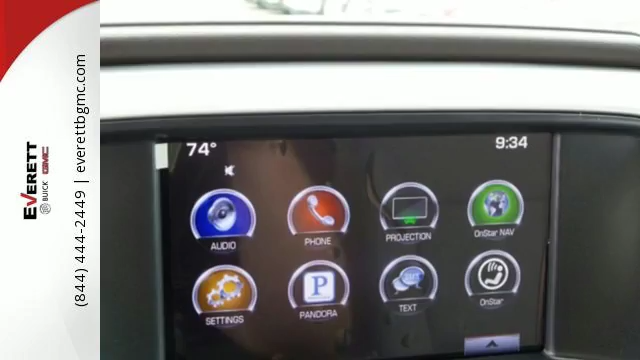 EVERETT
BUICK GMC
(844) 444-2449 | everettbgmc.com
74° 9:34
AUDIO PHONE PROJECTION OnStar NAV
P
SETTINGS PANDORA TEXT OnStar